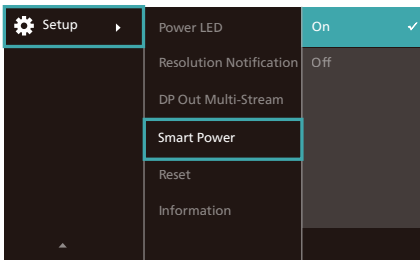 Setup
Power LED
Resolution Notification
DP Out Multi-Stream
Smart Power
Reset
Information
On
Off